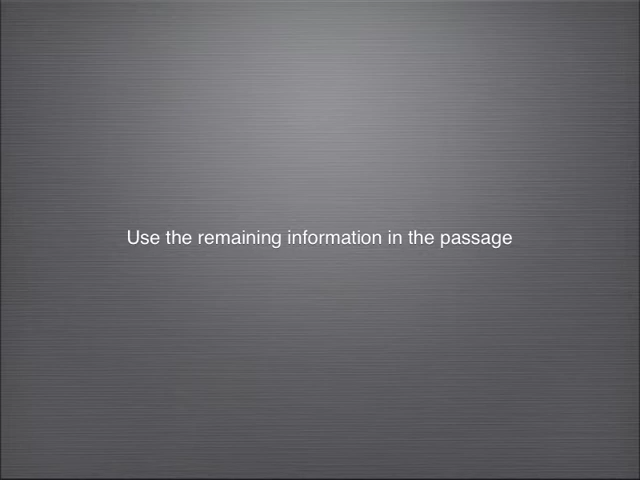 Use the remaining information in the passage